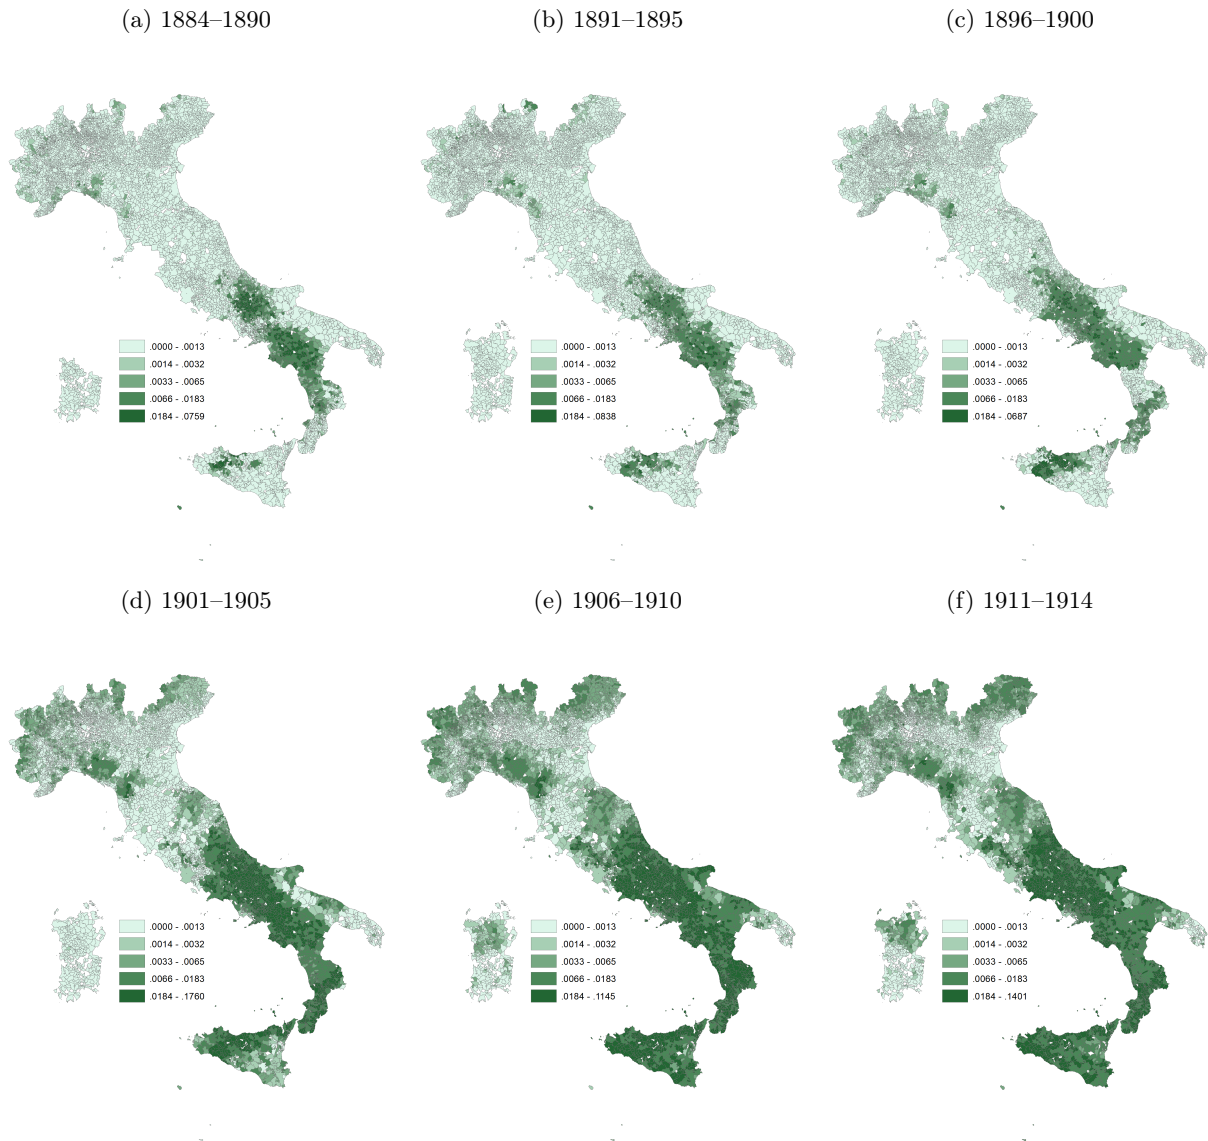 (a) 1884–1890
(b) 1891–1895
(c) 1896–1900
.0000 - .0013
.0014 - .0032
.0033 - .0065
.0066 - .0183
.0184 - .0759
.0000 - .0013
.0014 - .0032
.0033 - .0065
.0066 - .0183
.0184 - .0838
.0000 - .0013
.0014 - .0032
.0033 - .0065
.0066 - .0183
.0184 - .0687
(d) 1901–1905
(e) 1906–1910
(f) 1911–1914
.0000 - .0013
.0014 - .0032
.0033 - .0065
.0066 - .0183
.0184 - .1760
.0000 - .0013
.0014 - .0032
.0033 - .0065
.0066 - .0183
.0184 - .1145
.0000 - .0013
.0014 - .0032
.0033 - .0065
.0066 - .0183
.0184 - .1401